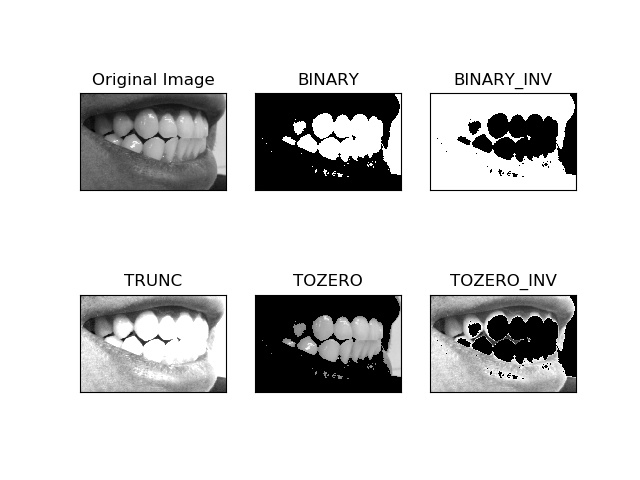 Original Image
BINARY
BINARY_INV
TRUNC
TOZERO
TOZERO_INV